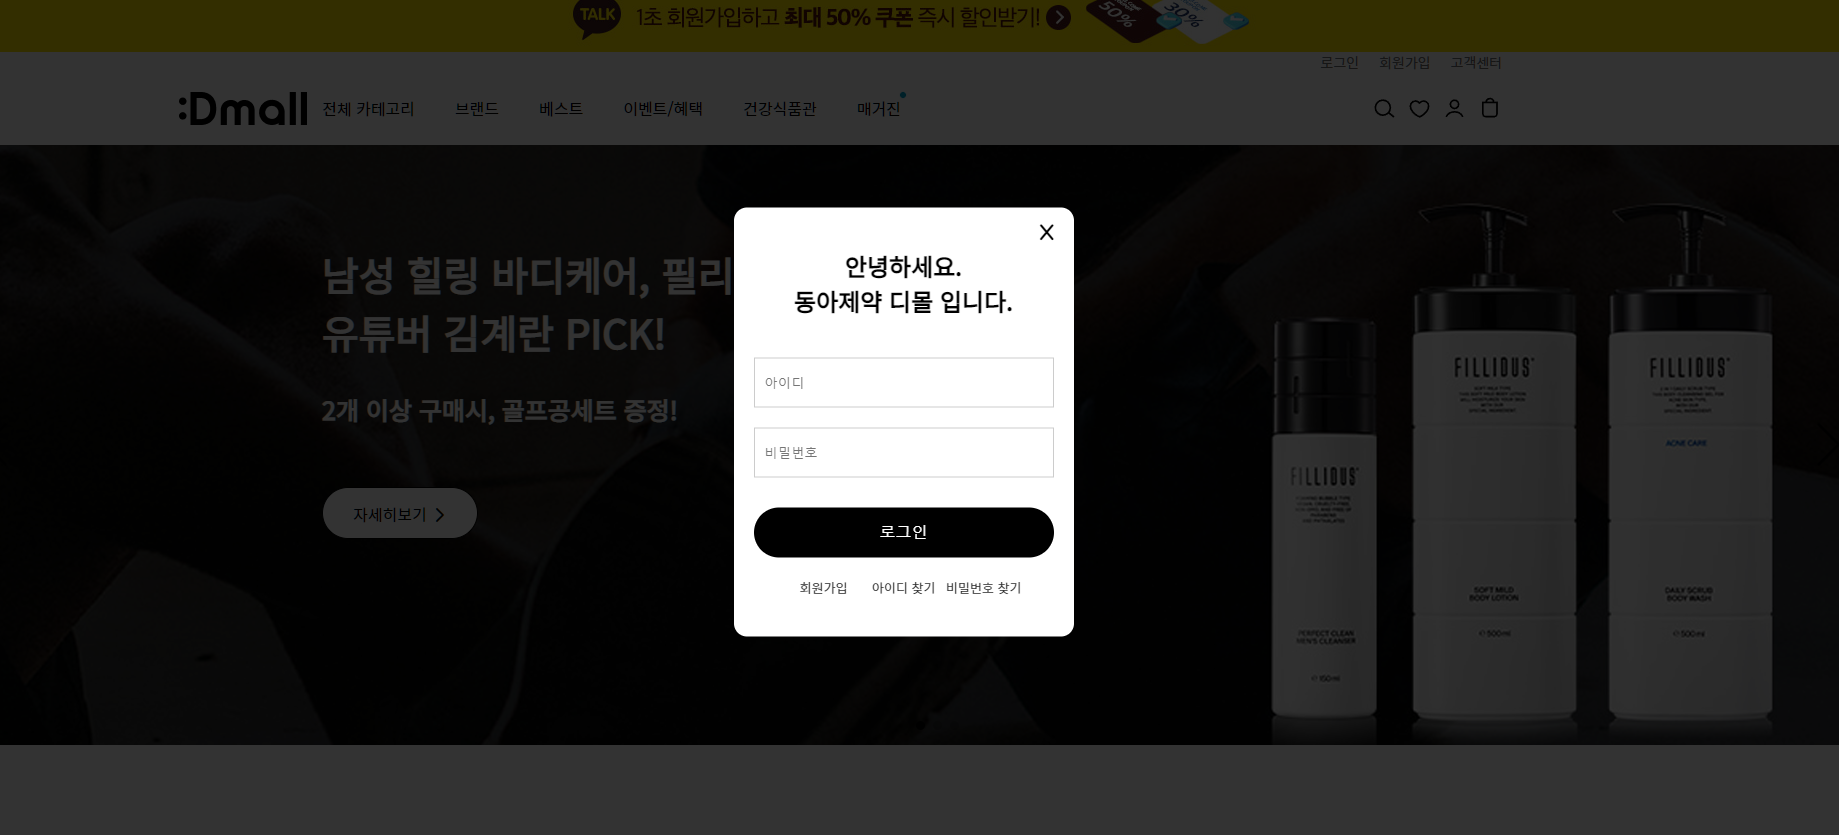 TALK
1초 회원가입하고 최대 50% 쿠폰 즉시 할인받기!
50%
30%
로그인 회원가입 고객센터
:Dmall 전체 카테고리 브랜드 베스트 이벤트/혜택 건강식품관 매거진
남성 힐링 바디케어, 필리
유튜버 김계란 PICK!
2개 이상 구매시, 골프공세트 증정!
자세히보기
X
안녕하세요.
동아제약 디몰 입니다.
아이디
비밀번호
로그인
회원가입 아이디 찾기 비밀번호 찾기
FILLIOUS
PERFECT CLEAN
MEN'S CLEANSER
℮ 150ml
FILLIOUS
SOFT MILD
BODY LOTION
℮ 500ml
FILLIOUS
ACNE CARE
DAILY SCRUB
BODY WASH
℮ 500ml